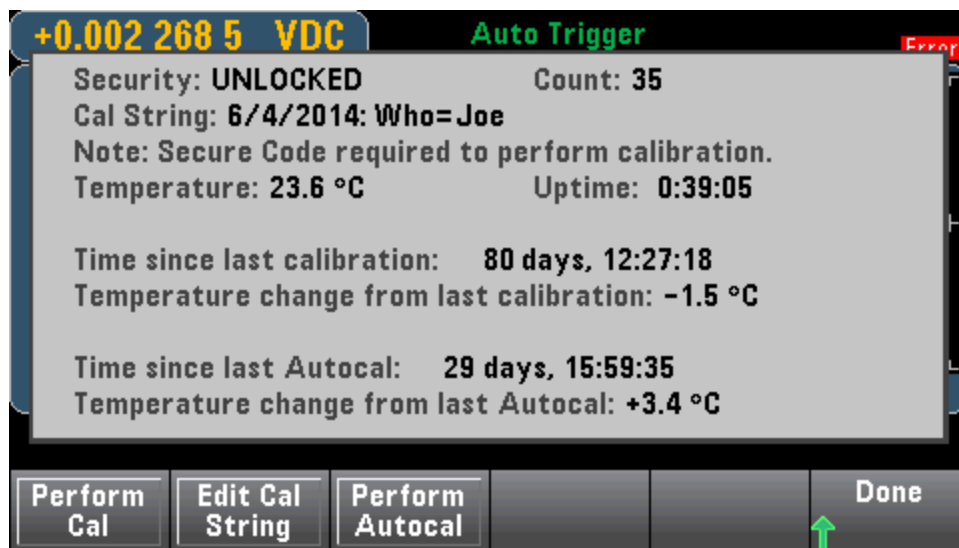 +0.002 268 5 VDC Auto Trigger
Error
Security: UNLOCKED Count: 35
Cal String: 6/4/2014: Who=Joe
Note: Secure Code required to perform calibration.
Temperature: 23.6 °C Uptime: 0:39:05
Time since last calibration: 80 days, 12:27:18
Temperature change from last calibration: -1.5 °C
Time since last Autocal: 29 days, 15:59:35
Temperature change from last Autocal: +3.4 °C
Perform Edit Cal Perform Done
Cal String Autocal